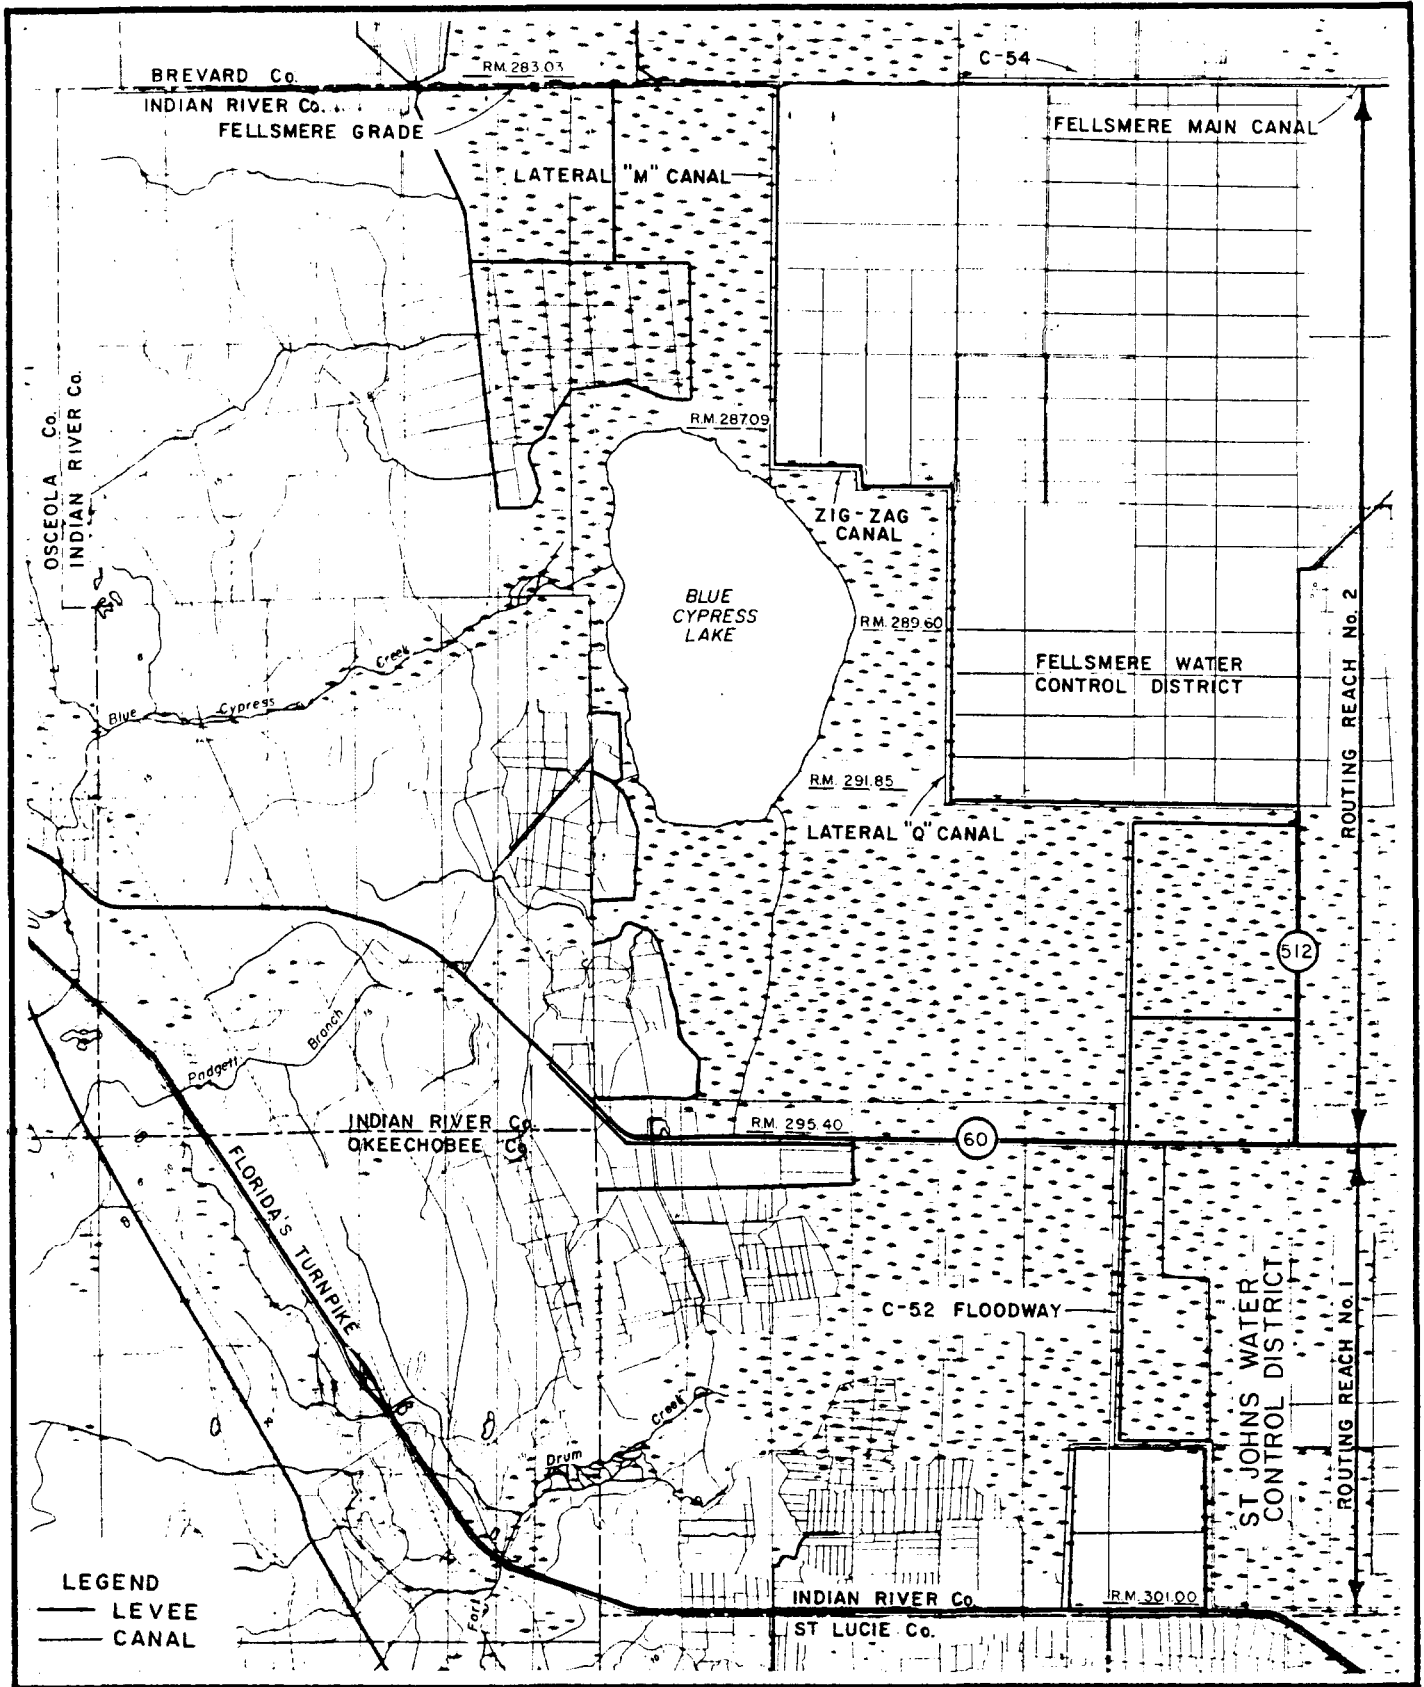 C-54
R.M. 283.03
BREVARD Co.
INDIAN RIVER Co.
FELLSMERE GRADE
FELLSMERE MAIN CANAL
LATERAL "M" CANAL
OSCEOLA Co.
INDIAN RIVER Co.
R.M. 287.09
ZIG-ZAG
CANAL
BLUE
CYPRESS
LAKE
R.M. 289.60
ROUTING REACH No. 2
FELLSMERE WATER
CONTROL DISTRICT
Blue Cypress Creek
R.M. 291.85
LATERAL "Q" CANAL
512
Padgett Branch
INDIAN RIVER Co.
OKEECHOBEE Co.
R.M. 295.40
60
FLORIDA'S TURNPIKE
C-52 FLOODWAY
ST JOHNS WATER
CONTROL DISTRICT
ROUTING REACH No. 1
Drum Creek
Fort
LEGEND
LEVEE
CANAL
INDIAN RIVER Co.
ST LUCIE Co.
R.M. 301.00